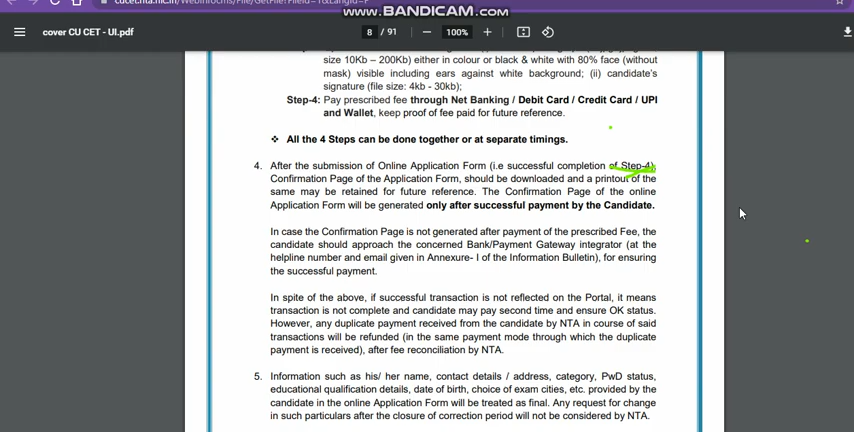 www.BANDICAM.com
cover CU CET - UI.pdf
8 / 91
100%
size 10Kb – 200Kb) either in colour or black & white with 80% face (without
mask) visible including ears against white background; (ii) candidate's
signature (file size: 4kb - 30kb);
Step-4: Pay prescribed fee through Net Banking / Debit Card / Credit Card / UPI
and Wallet, keep proof of fee paid for future reference.
❖ All the 4 Steps can be done together or at separate timings.
4. After the submission of Online Application Form (i.e successful completion of Step-4),
Confirmation Page of the Application Form, should be downloaded and a printout of the
same may be retained for future reference. The Confirmation Page of the online
Application Form will be generated only after successful payment by the Candidate.
In case the Confirmation Page is not generated after payment of the prescribed Fee, the
candidate should approach the concerned Bank/Payment Gateway integrator (at the
helpline number and email given in Annexure- I of the Information Bulletin), for ensuring
the successful payment.
In spite of the above, if successful transaction is not reflected on the Portal, it means
transaction is not complete and candidate may pay second time and ensure OK status.
However, any duplicate payment received from the candidate by NTA in course of said
transactions will be refunded (in the same payment mode through which the duplicate
payment is received), after fee reconciliation by NTA.
5. Information such as his/ her name, contact details / address, category, PwD status,
educational qualification details, date of birth, choice of exam cities, etc. provided by the
candidate in the online Application Form will be treated as final. Any request for change
in such particulars after the closure of correction period will not be considered by NTA.